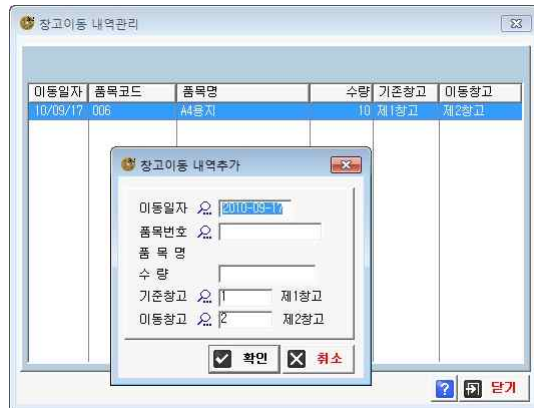 창고이동 내역관리
이동일자 품목코드 품목명 수량 기존창고 이동창고
10/09/17 006 A4용지 10 제1창고 제2창고
창고이동 내역추가
이동일자 2010-09-17
품목번호
품 목 명
수 량
기준창고 1 제1창고
이동창고 2 제2창고
확인 취소
? 닫기